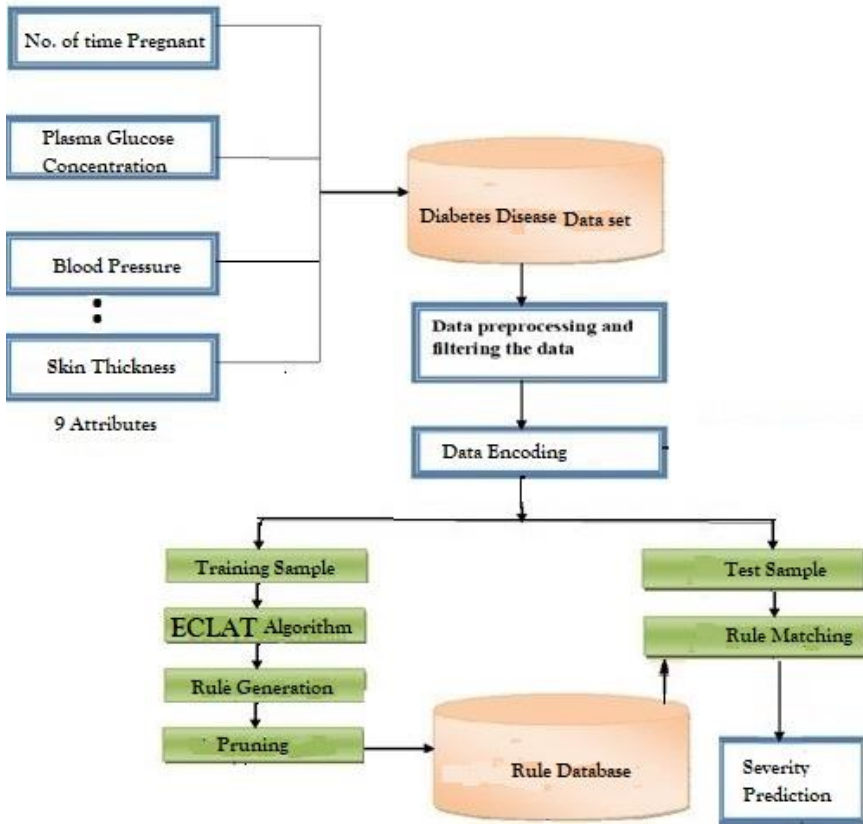 No. of time Pregnant
Plasma Glucose
Concentration
Blood Pressure
Skin Thickness
9 Attributes
Diabetes Disease Data set
Data preprocessing and
filtering the data
Data Encoding
Training Sample
ECLAT Algorithm
Rule Generation
Pruning
Rule Database
Test Sample
Rule Matching
Severity
Prediction